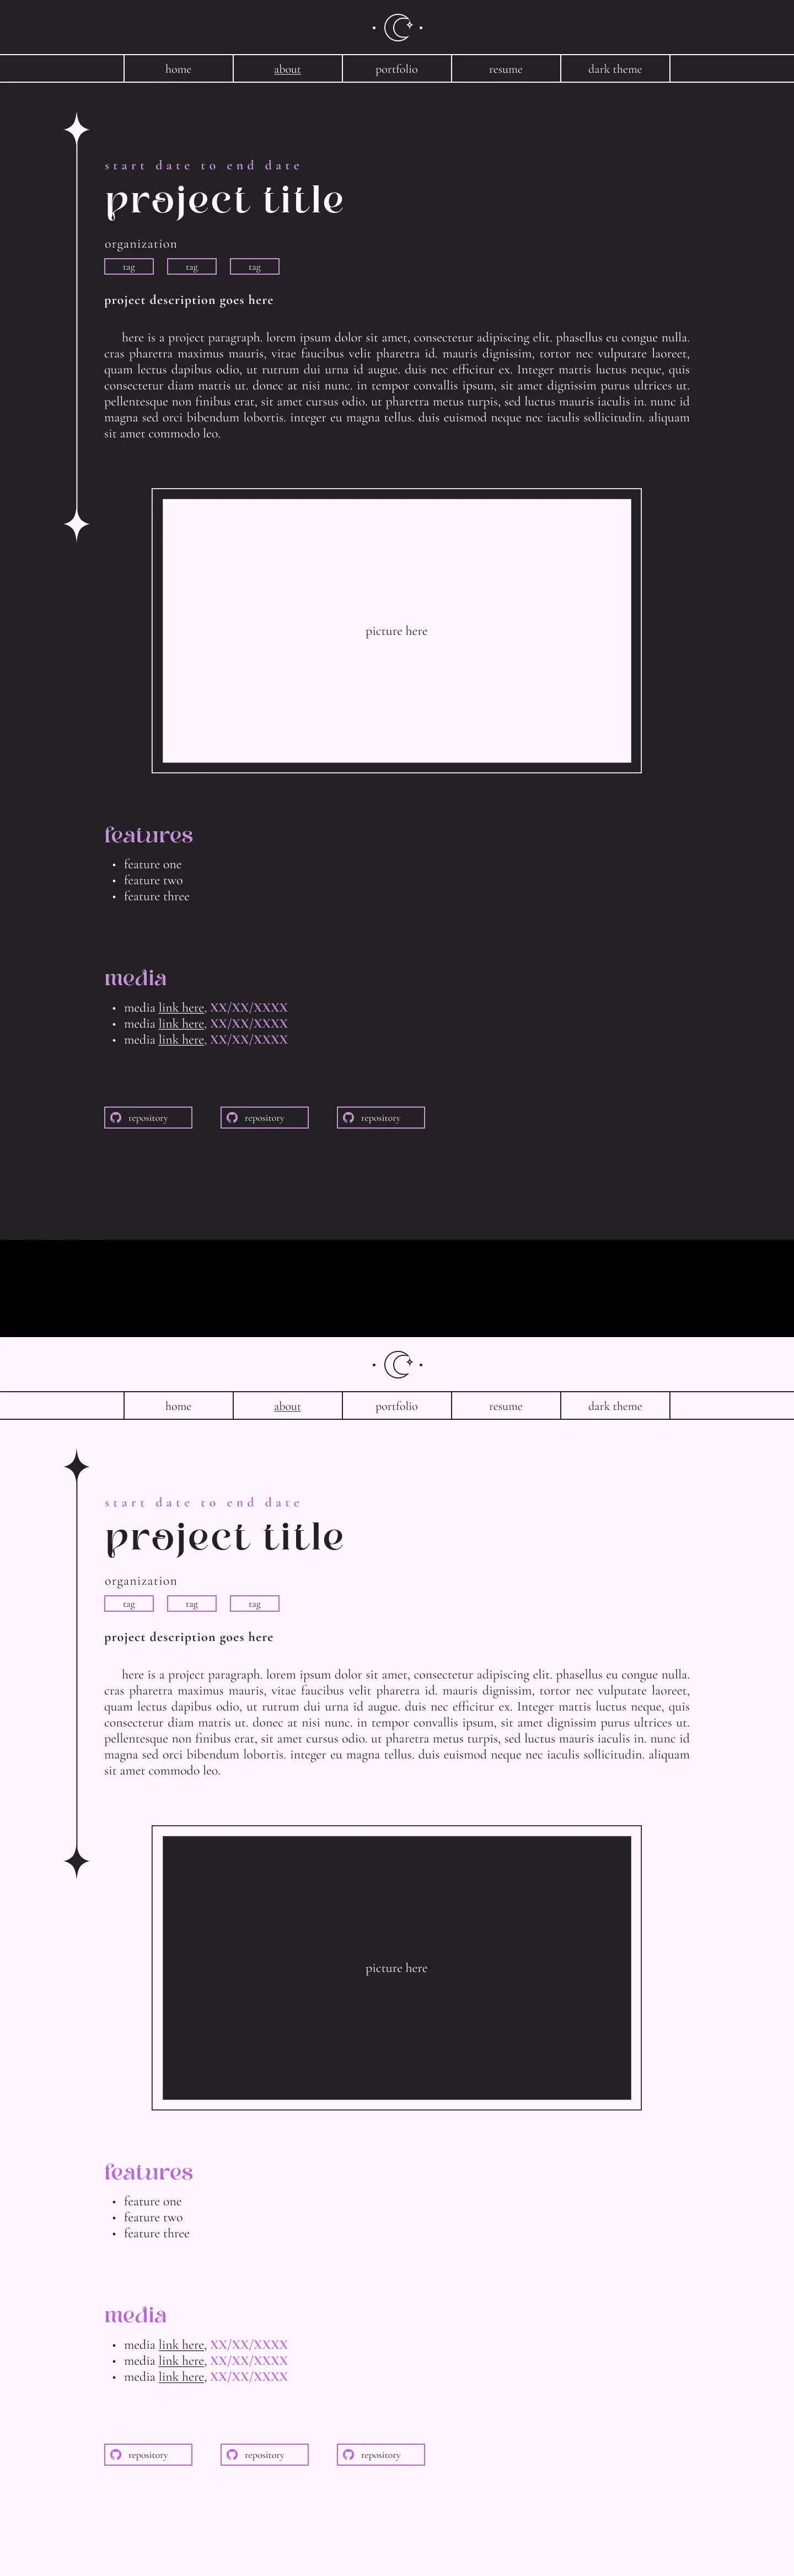 home about portfolio resume dark theme
start date to end date
project title
organization
tag tag tag
project description goes here
here is a project paragraph. lorem ipsum dolor sit amet, consectetur adipiscing elit. phasellus eu congue nulla.
cras pharetra maximus mauris, vitae faucibus velit pharetra id. mauris dignissim, tortor nec vulputate laoreet,
quam lectus dapibus odio, ut rutrum dui urna id augue. duis nec efficitur ex. Integer mattis luctus neque, quis
consectetur diam mattis ut. donec at nisi nunc. in tempor convallis ipsum, sit amet dignissim purus ultrices ut.
pellentesque non finibus erat, sit amet cursus odio. ut pharetra metus turpis, sed luctus mauris iaculis in. nunc id
magna sed orci bibendum lobortis. integer eu magna tellus. duis euismod neque nec iaculis sollicitudin. aliquam
sit amet commodo leo.
picture here
features
• feature one
• feature two
• feature three
media
• media link here, XX/XX/XXXX
• media link here, XX/XX/XXXX
• media link here, XX/XX/XXXX
repository repository repository
home about portfolio resume dark theme
start date to end date
project title
organization
tag tag tag
project description goes here
here is a project paragraph. lorem ipsum dolor sit amet, consectetur adipiscing elit. phasellus eu congue nulla.
cras pharetra maximus mauris, vitae faucibus velit pharetra id. mauris dignissim, tortor nec vulputate laoreet,
quam lectus dapibus odio, ut rutrum dui urna id augue. duis nec efficitur ex. Integer mattis luctus neque, quis
consectetur diam mattis ut. donec at nisi nunc. in tempor convallis ipsum, sit amet dignissim purus ultrices ut.
pellentesque non finibus erat, sit amet cursus odio. ut pharetra metus turpis, sed luctus mauris iaculis in. nunc id
magna sed orci bibendum lobortis. integer eu magna tellus. duis euismod neque nec iaculis sollicitudin. aliquam
sit amet commodo leo.
picture here
features
• feature one
• feature two
• feature three
media
• media link here, XX/XX/XXXX
• media link here, XX/XX/XXXX
• media link here, XX/XX/XXXX
repository repository repository